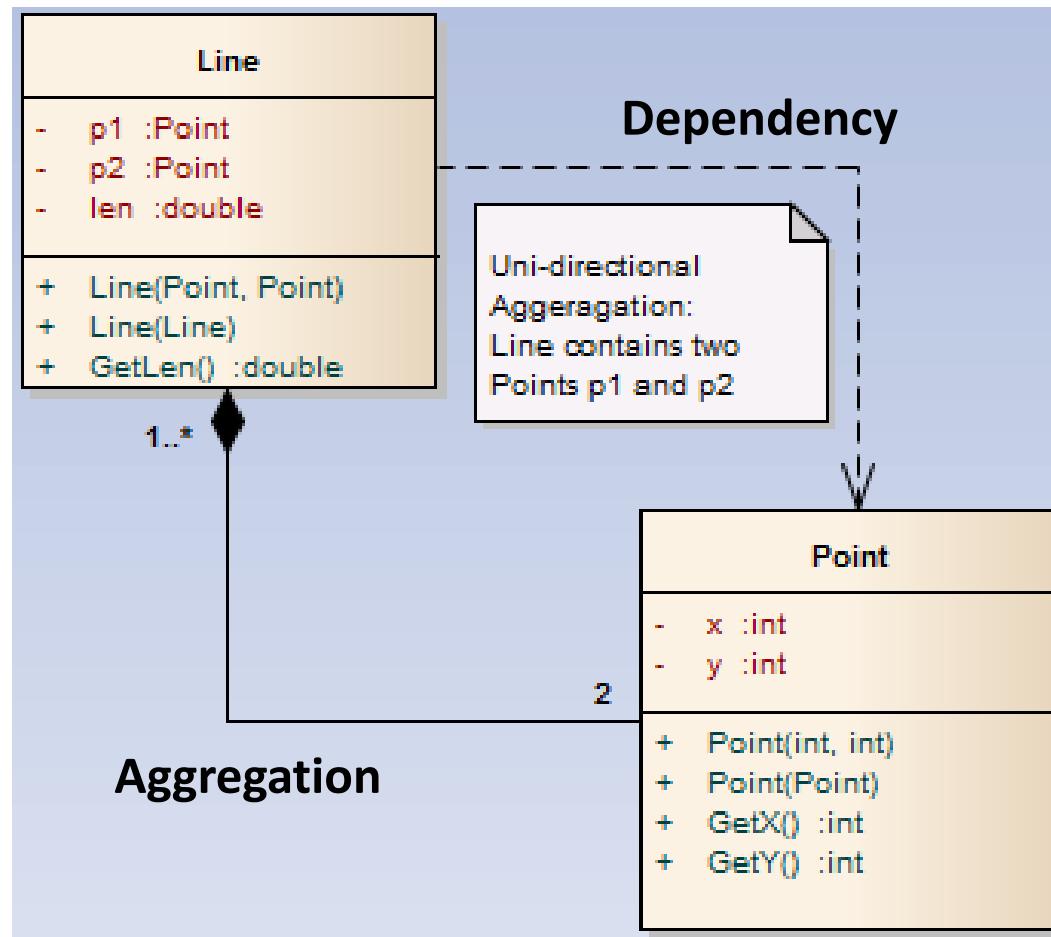 Line
- p1 :Point
- p2 :Point
- len :double
+ Line(Point, Point)
+ Line(Line)
+ GetLen() :double
Dependency
Uni-directional
Aggeragation:
Line contains two
Points p1 and p2
1..*
2
Aggregation
Point
- x :int
- y :int
+ Point(int, int)
+ Point(Point)
+ GetX() :int
+ GetY() :int